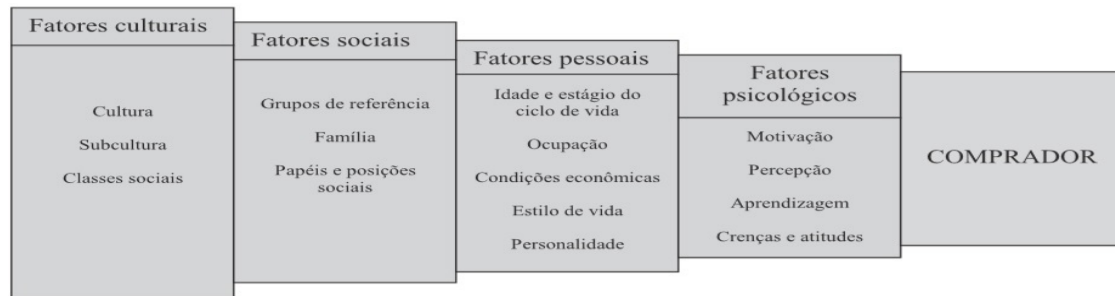 Fatores culturais
Cultura
Subcultura
Classes sociais
Fatores sociais
Grupos de referência
Família
Papéis e posições
sociais
Fatores pessoais
Idade e estágio do
ciclo de vida
Ocupação
Condições econômicas
Estilo de vida
Personalidade
Fatores
psicológicos
Motivação
Percepção
Aprendizagem
Crenças e atitudes
COMPRADOR